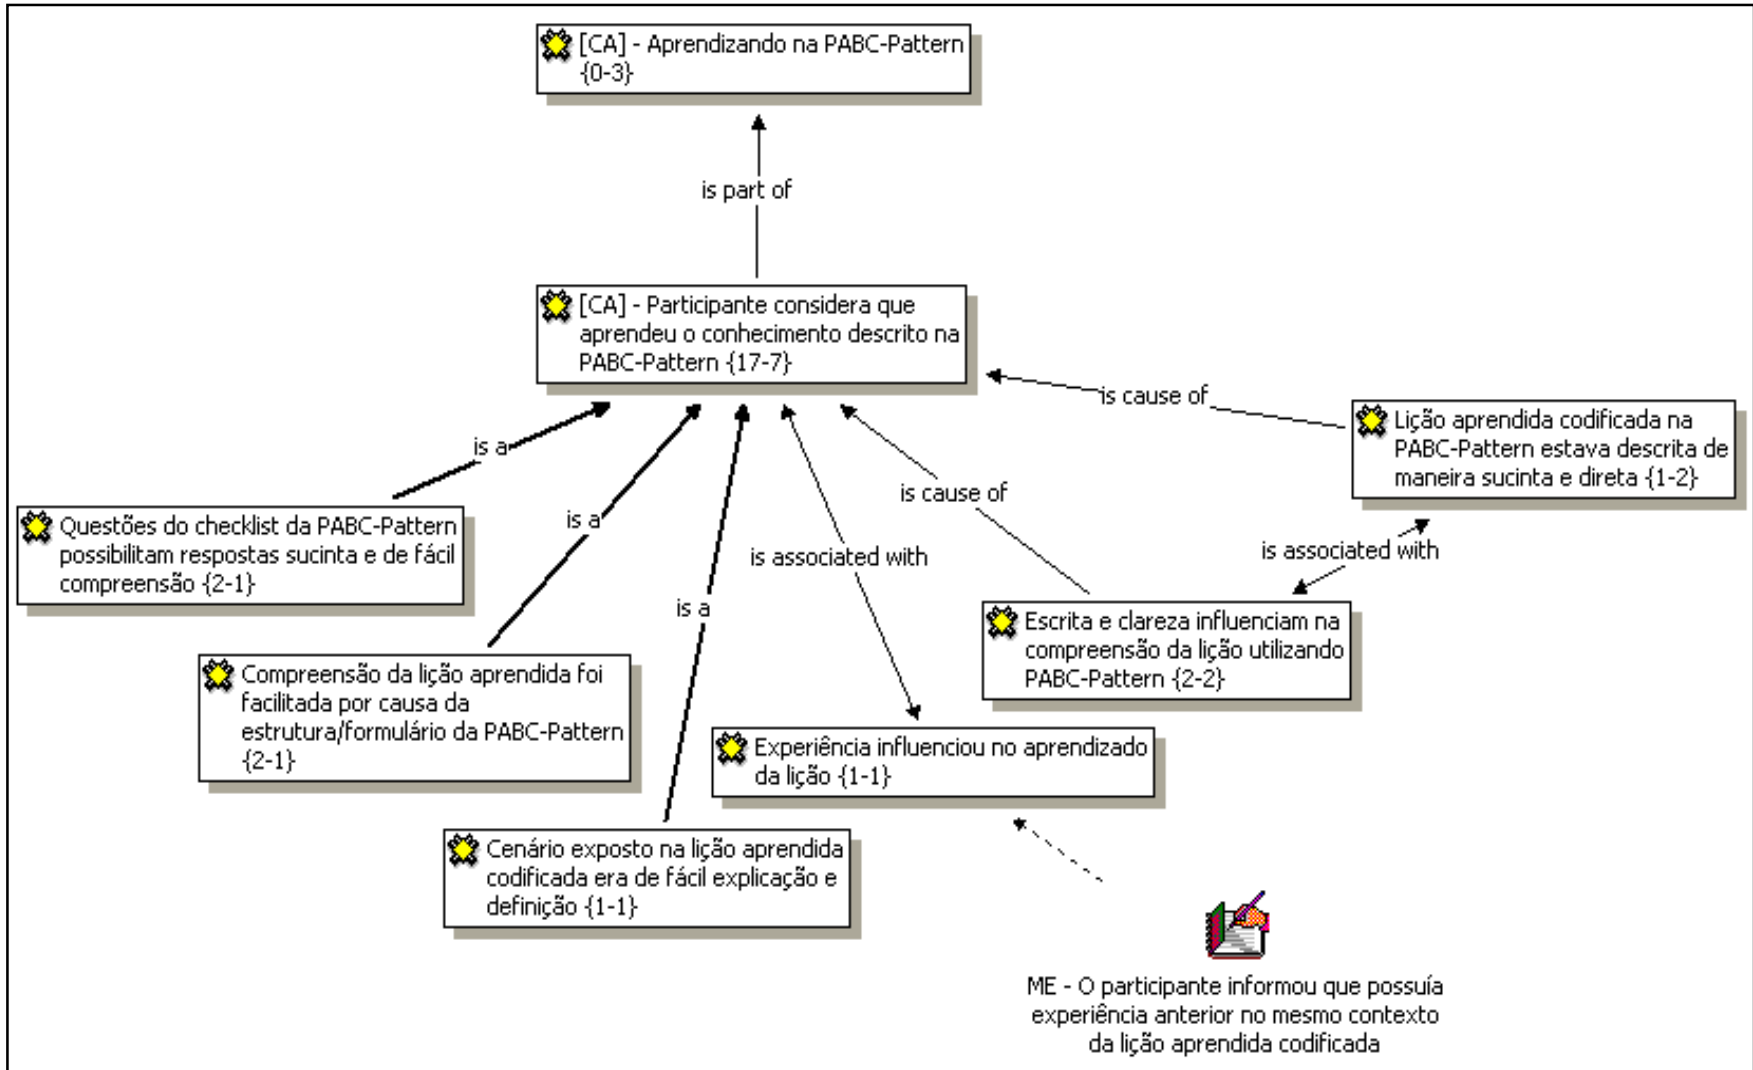 [CA] - Aprendizando na PABC-Pattern
{0-3}
is part of
[CA] - Participante considera que
aprendeu o conhecimento descrito na
PABC-Pattern {17-7}
is cause of
Lição aprendida codificada na
PABC-Pattern estava descrita de
maneira sucinta e direta {1-2}
is a
is cause of
Questões do checklist da PABC-Pattern
possibilitam respostas sucinta e de fácil
compreensão {2-1}
is a
is associated with
is associated with
is a
Escrita e clareza influenciam na
compreensão da lição utilizando
PABC-Pattern {2-2}
Compreensão da lição aprendida foi
facilitada por causa da
estrutura/formulário da PABC-Pattern
{2-1}
Experiência influenciou no aprendizado
da lição {1-1}
Cenário exposto na lição aprendida
codificada era de fácil explicação e
definição {1-1}
ME - O participante informou que possuía
experiência anterior no mesmo contexto
da lição aprendida codificada